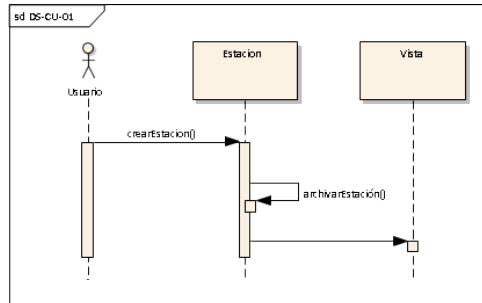 sd DS-CU-01
Estacion
Vista
Usuario
crearEstacion()
archivarEstación()